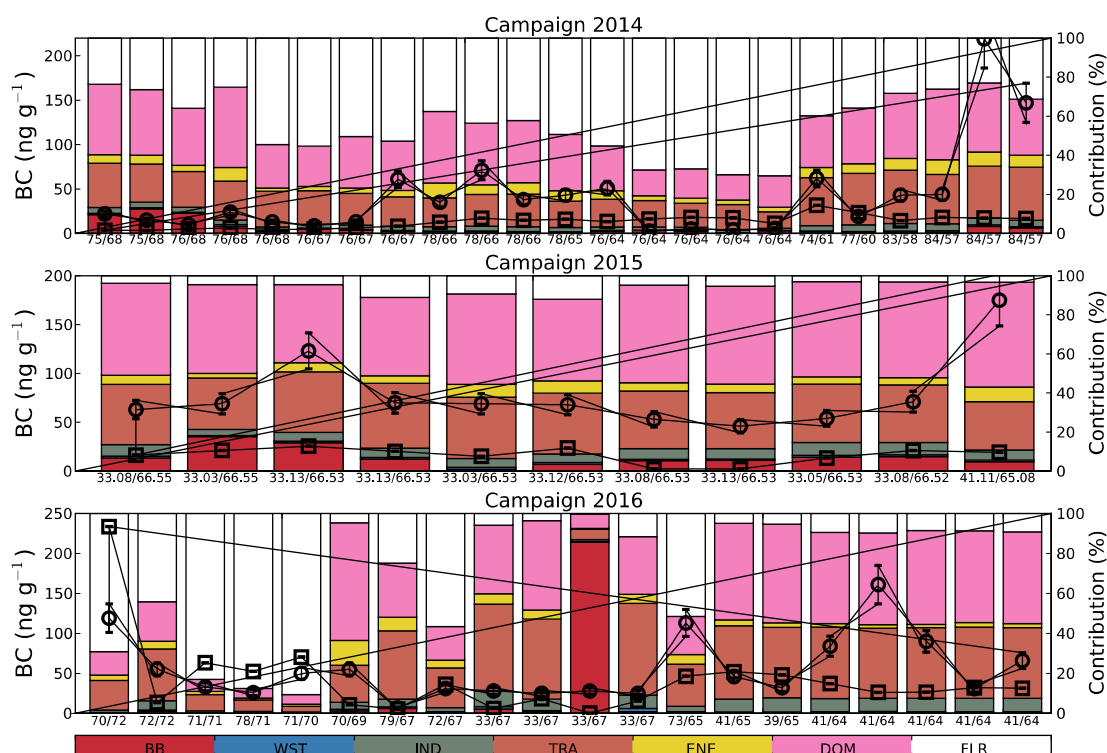 Campaign 2014
BC (ng g⁻¹)
200
150
100
50
0
100
80
60
40
20
0
Contribution (%)
75/68 75/68 76/68 76/68 76/68 76/67 76/67 76/67 78/66 78/66 78/66 78/65 76/64 76/64 76/64 76/64 76/64 74/61 77/60 83/58 84/57 84/57 84/57
Campaign 2015
BC (ng g⁻¹)
200
150
100
50
0
100
80
60
40
20
0
Contribution (%)
33.08/66.55 33.03/66.55 33.13/66.53 33.13/66.53 33.03/66.53 33.12/66.53 33.08/66.53 33.13/66.53 33.06/66.53 33.08/66.52 41.11/65.08
Campaign 2016
BC (ng g⁻¹)
250
200
150
100
50
0
100
80
60
40
20
0
Contribution (%)
70/72 72/72 71/71 78/71 71/70 70/69 79/67 72/67 33/67 33/67 33/67 33/67 73/65 41/65 39/65 41/64 41/64 41/64 41/64 41/64
BB WST IND TRA ENE DOM FLR